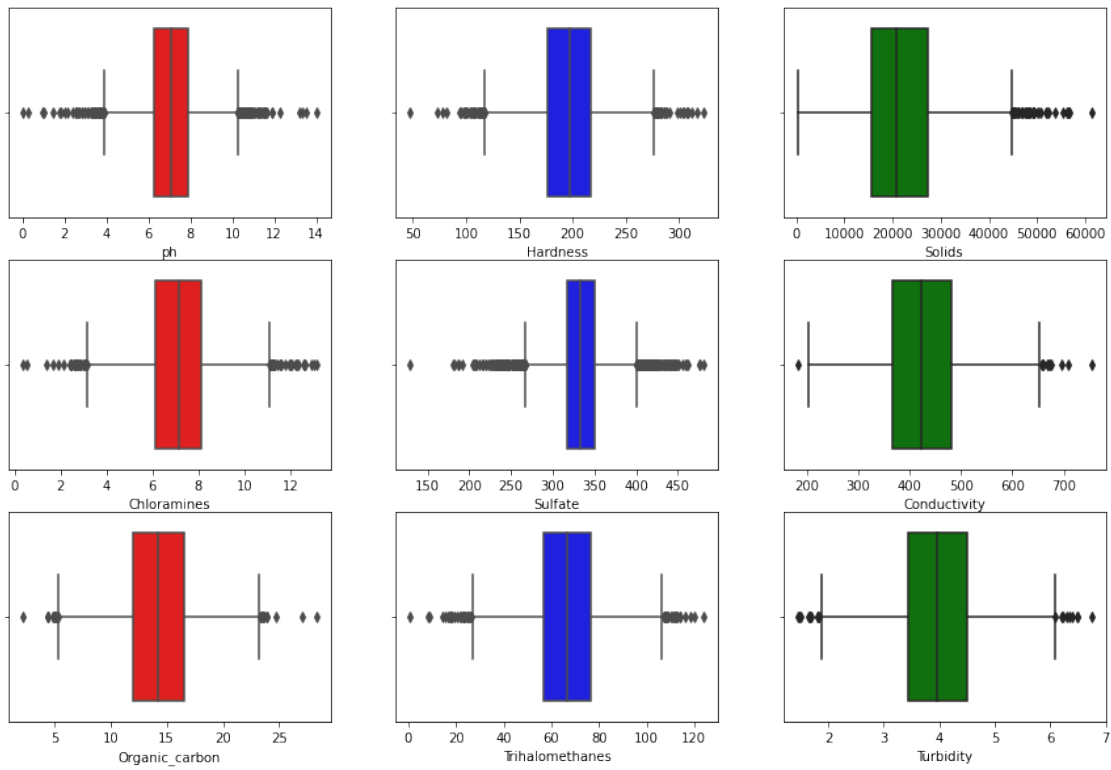 0 2 4 6 8 10 12 14
ph
50 100 150 200 250 300
Hardness
0 10000 20000 30000 40000 50000 60000
Solids
0 2 4 6 8 10 12
Chloramines
150 200 250 300 350 400 450
Sulfate
200 300 400 500 600 700
Conductivity
5 10 15 20 25
Organic_carbon
0 20 40 60 80 100 120
Trihalomethanes
2 3 4 5 6 7
Turbidity